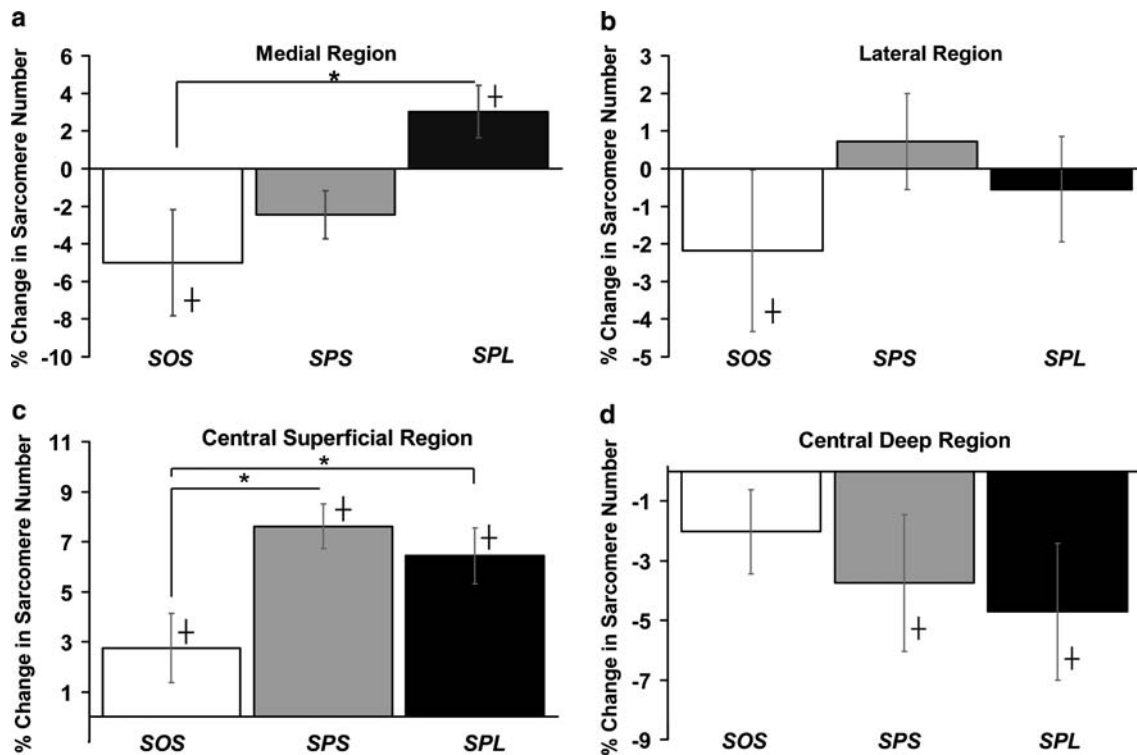 a
Medial Region
% Change in Sarcomere Number
6
4
2
0
-2
-4
-6
-8
-10
*
┼
┼
SOS
SPS
SPL
b
Lateral Region
% Change in Sarcomere Number
3
2
1
0
-1
-2
-3
-4
-5
┼
SOS
SPS
SPL
c
Central Superficial Region
% Change in Sarcomere Number
11
9
7
5
3
1
*
*
┼
┼
┼
SOS
SPS
SPL
d
Central Deep Region
% Change in Sarcomere Number
-1
-3
-5
-7
-9
┼
┼
SOS
SPS
SPL